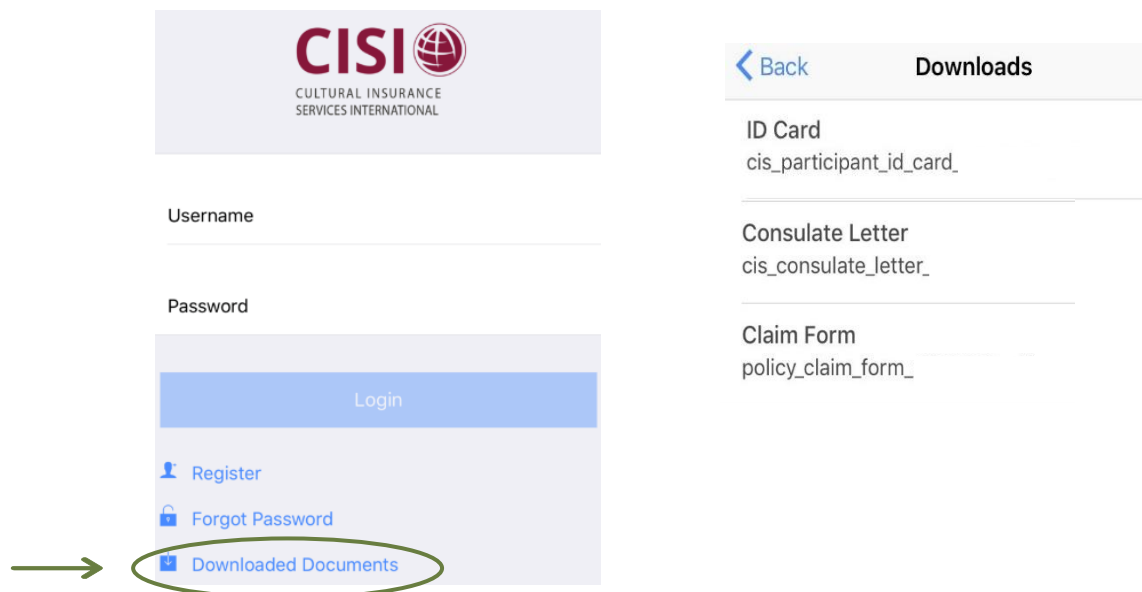 CISI
CULTURAL INSURANCE
SERVICES INTERNATIONAL
Username
Password
Login
Register
Forgot Password
Downloaded Documents
Back
Downloads
ID Card
cis_participant_id_card_
Consulate Letter
cis_consulate_letter_
Claim Form
policy_claim_form_